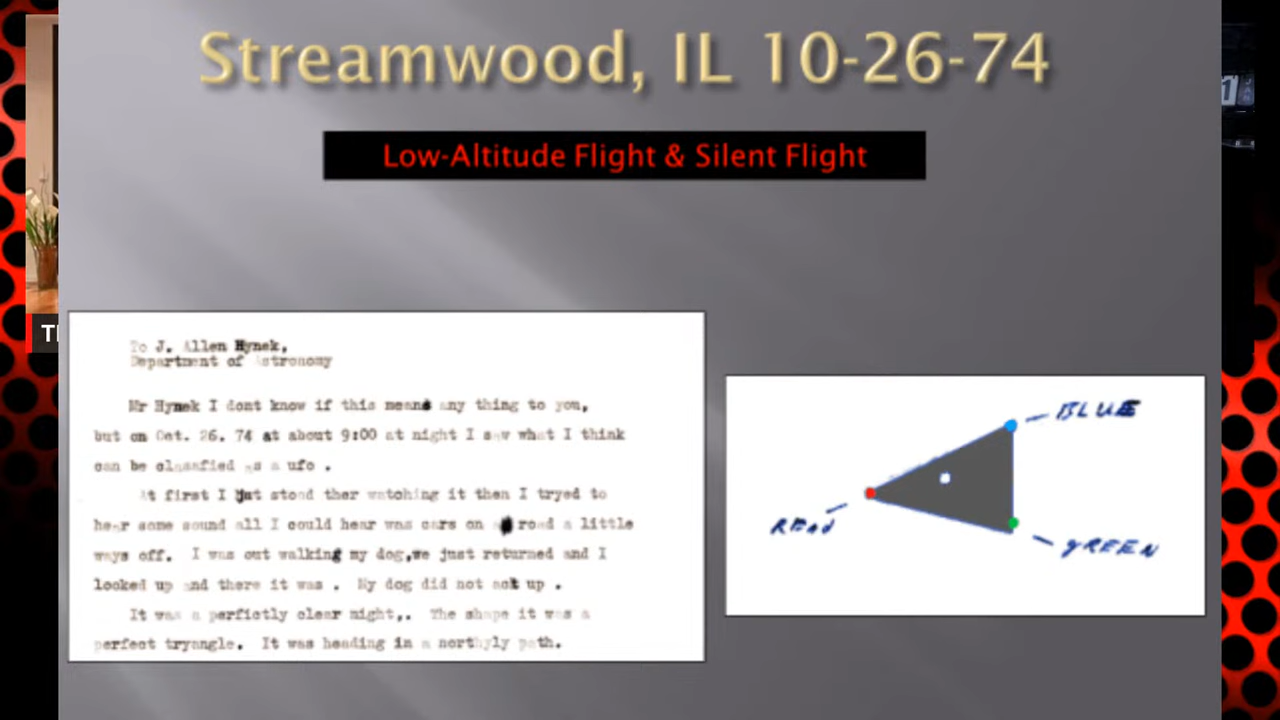 Streamwood, IL 10-26-74
Low-Altitude Flight & Silent Flight
To J. Allen Hynek,
Department of Astronomy
Mr Hynek I dont know if this means any thing to you,
but on Oct. 26. 74 at about 9:00 at night I saw what I think
can be classfied as a ufo .
At first I just stood ther watching it then I tryed to
hear some sound all I could hear was cars on road a little
ways off. I was out walking my dog,we just returned and I
looked up and there it was . My dog did not act up .
It was a perfictly clear night,. The shape it was a
perfect tryangle. It was heading in a northyly path.
BLUE
READ
GREEN
1